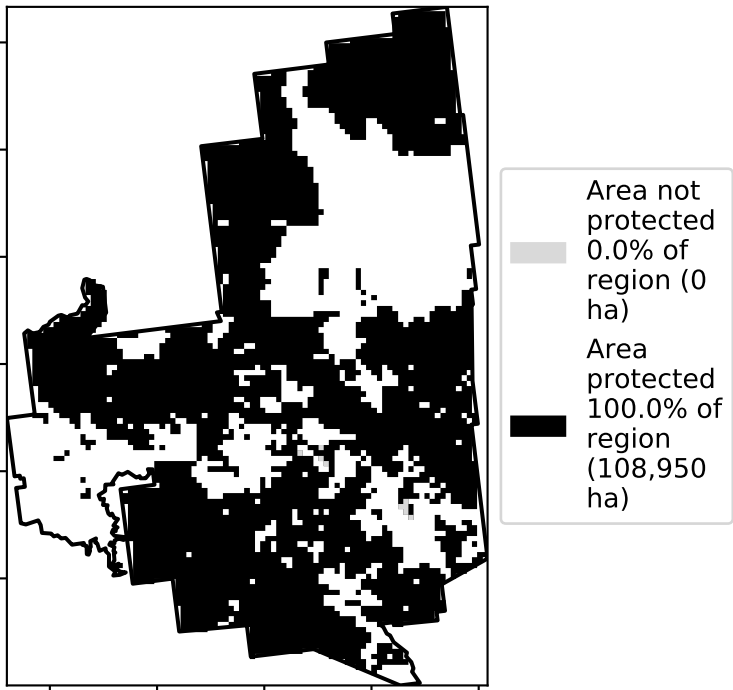 Area not
protected
0.0% of
region (0
ha)
Area
protected
100.0% of
region
(108,950
ha)